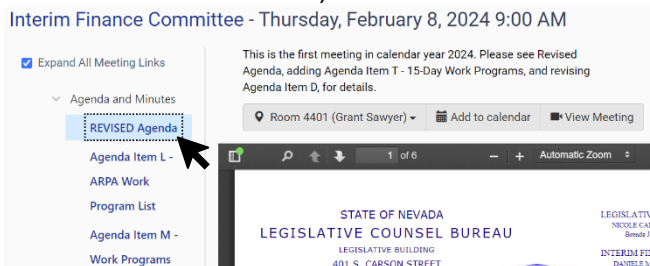 Interim Finance Committee - Thursday, February 8, 2024 9:00 AM
Expand All Meeting Links
Agenda and Minutes
REVISED Agenda
Agenda Item L -
ARPA Work
Program List
Agenda Item M -
Work Programs
This is the first meeting in calendar year 2024. Please see Revised
Agenda, adding Agenda Item T - 15-Day Work Programs, and revising
Agenda Item D, for details.
Room 4401 (Grant Sawyer) Add to calendar View Meeting
1 of 6 − + Automatic Zoom
STATE OF NEVADA
LEGISLATIVE COUNSEL BUREAU
LEGISLATIVE BUILDING
401 S. CARSON STREET
LEGISLATIV
NICOLE CAN
Brenda J
INTERIM FI
DANIELE M